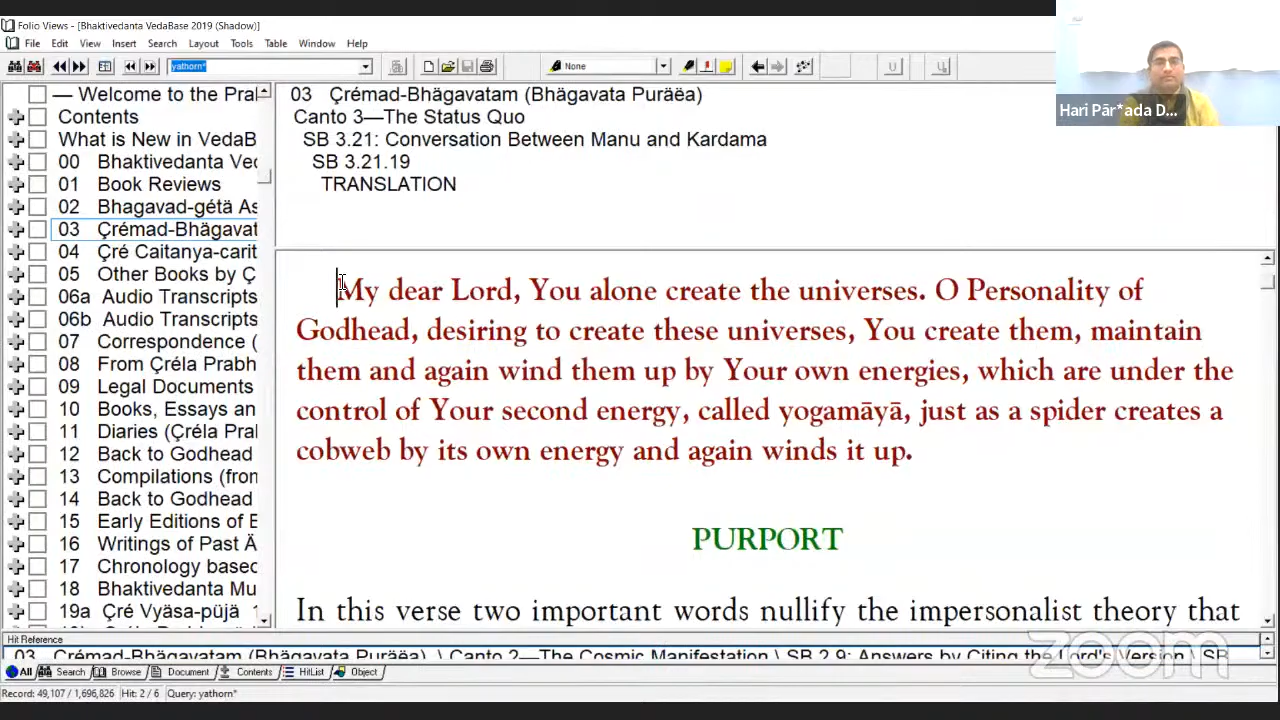 Folio Views - [Bhaktivedanta VedaBase 2019 (Shadow)]
File Edit View Insert Search Layout Tools Table Window Help
yathorn*
None
Hari Pār*ada D...
— Welcome to the Pral
Contents
What is New in VedaB
00 Bhaktivedanta Ved
01 Book Reviews
02 Bhagavad-gétä As
03 Çrémad-Bhägavat
04 Çré Caitanya-carit
05 Other Books by Ç
06a Audio Transcripts
06b Audio Transcripts
07 Correspondence (
08 From Çréla Prabh
09 Legal Documents
10 Books, Essays an
11 Diaries (Çréla Pral
12 Back to Godhead
13 Compilations (from
14 Back to Godhead
15 Early Editions of E
16 Writings of Past Ä
17 Chronology based
18 Bhaktivedanta Mu
19a Çré Vyäsa-püjä 1
03 Çrémad-Bhägavatam (Bhägavata Puräëa)
Canto 3—The Status Quo
SB 3.21: Conversation Between Manu and Kardama
SB 3.21.19
TRANSLATION
My dear Lord, You alone create the universes. O Personality of
Godhead, desiring to create these universes, You create them, maintain
them and again wind them up by Your own energies, which are under the
control of Your second energy, called yogamāyā, just as a spider creates a
cobweb by its own energy and again winds it up.
PURPORT
In this verse two important words nullify the impersonalist theory that
Hit Reference
03 Çrémad-Bhägavatam (Bhägavata Puräëa) \ Canto 2—The Cosmic Manifestation \ SB 2.9: Answers by Citing the Lord's Version \ SB
All Search Browse Document Contents HitList Object
Record: 49,107 / 1,696,826 Hit: 2 / 6 Query: yathorn*
zoom